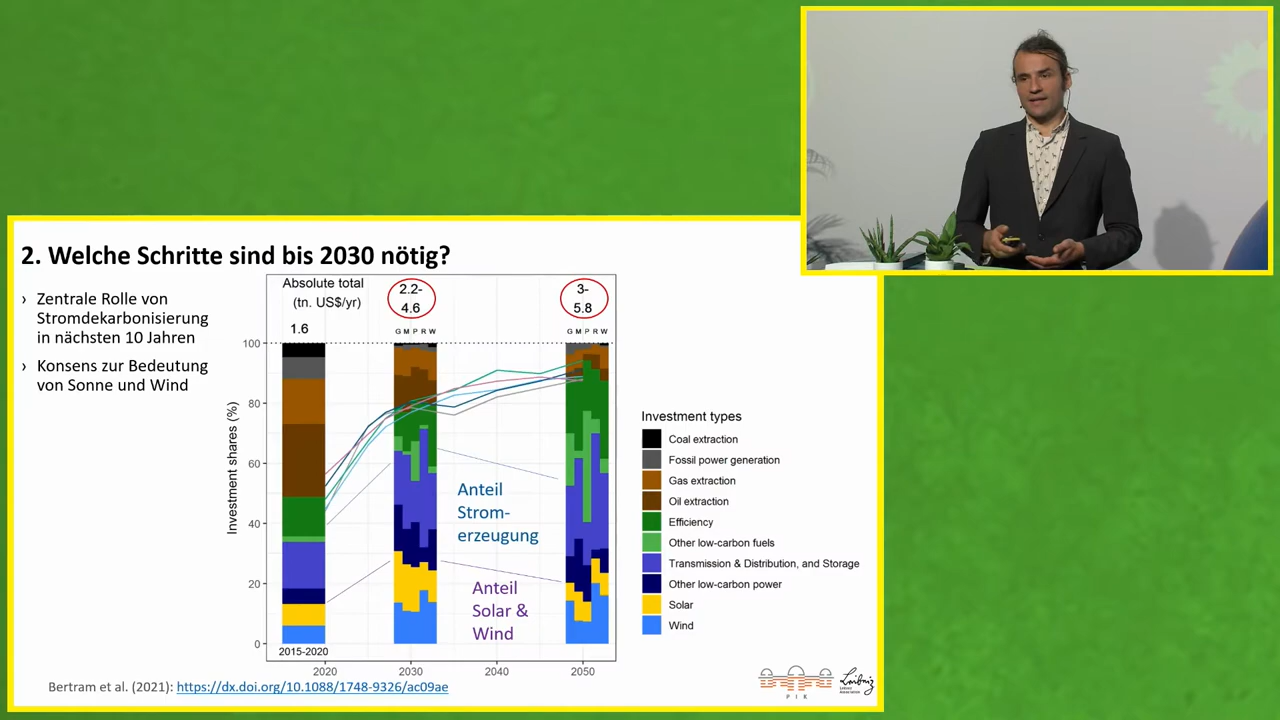 2. Welche Schritte sind bis 2030 nötig?
› Zentrale Rolle von
Stromdekarbonisierung
in nächsten 10 Jahren
› Konsens zur Bedeutung
von Sonne und Wind
Absolute total
(tn. US$/yr)
1.6
2.2-
4.6
3-
5.8
G M P R W
G M P R W
Investment shares (%)
100
80
60
40
20
0
2015-2020
2020
2030
2040
2050
Anteil
Strom-
erzeugung
Anteil
Solar &
Wind
Investment types
Coal extraction
Fossil power generation
Gas extraction
Oil extraction
Efficiency
Other low-carbon fuels
Transmission & Distribution, and Storage
Other low-carbon power
Solar
Wind
Bertram et al. (2021): https://dx.doi.org/10.1088/1748-9326/ac09ae
P I K
Leibniz
Leibniz
Association